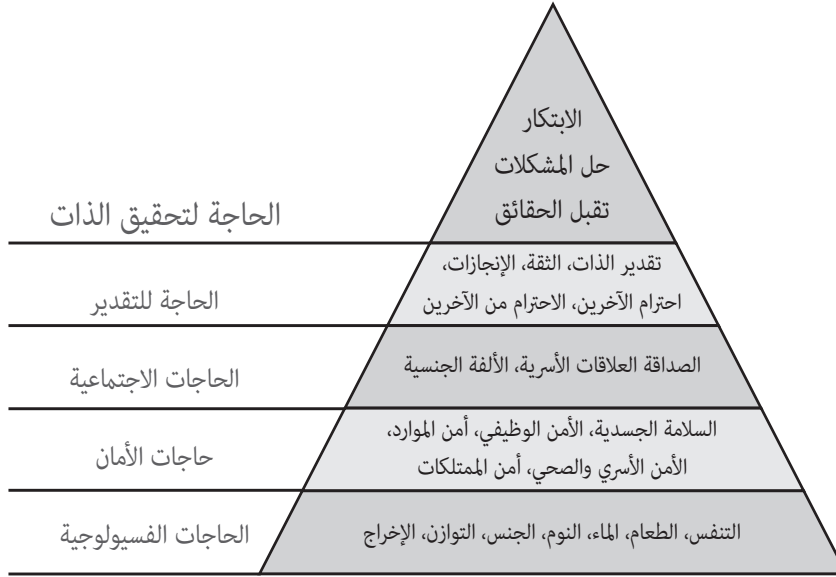 الابتكار
حل المشكلات
تقبل الحقائق
الحاجة لتحقيق الذات
تقدير الذات، الثقة، الإنجازات،
احترام الآخرين، الاحترام من الآخرين
الحاجة للتقدير
الصداقة العلاقات الأسرية، الألفة الجنسية
الحاجات الاجتماعية
السلامة الجسدية، الأمن الوظيفي، أمن الموارد،
الأمن الأسري والصحي، أمن الممتلكات
حاجات الأمان
التنفس، الطعام، الماء، النوم، الجنس، التوازن، الإخراج
الحاجات الفسيولوجية